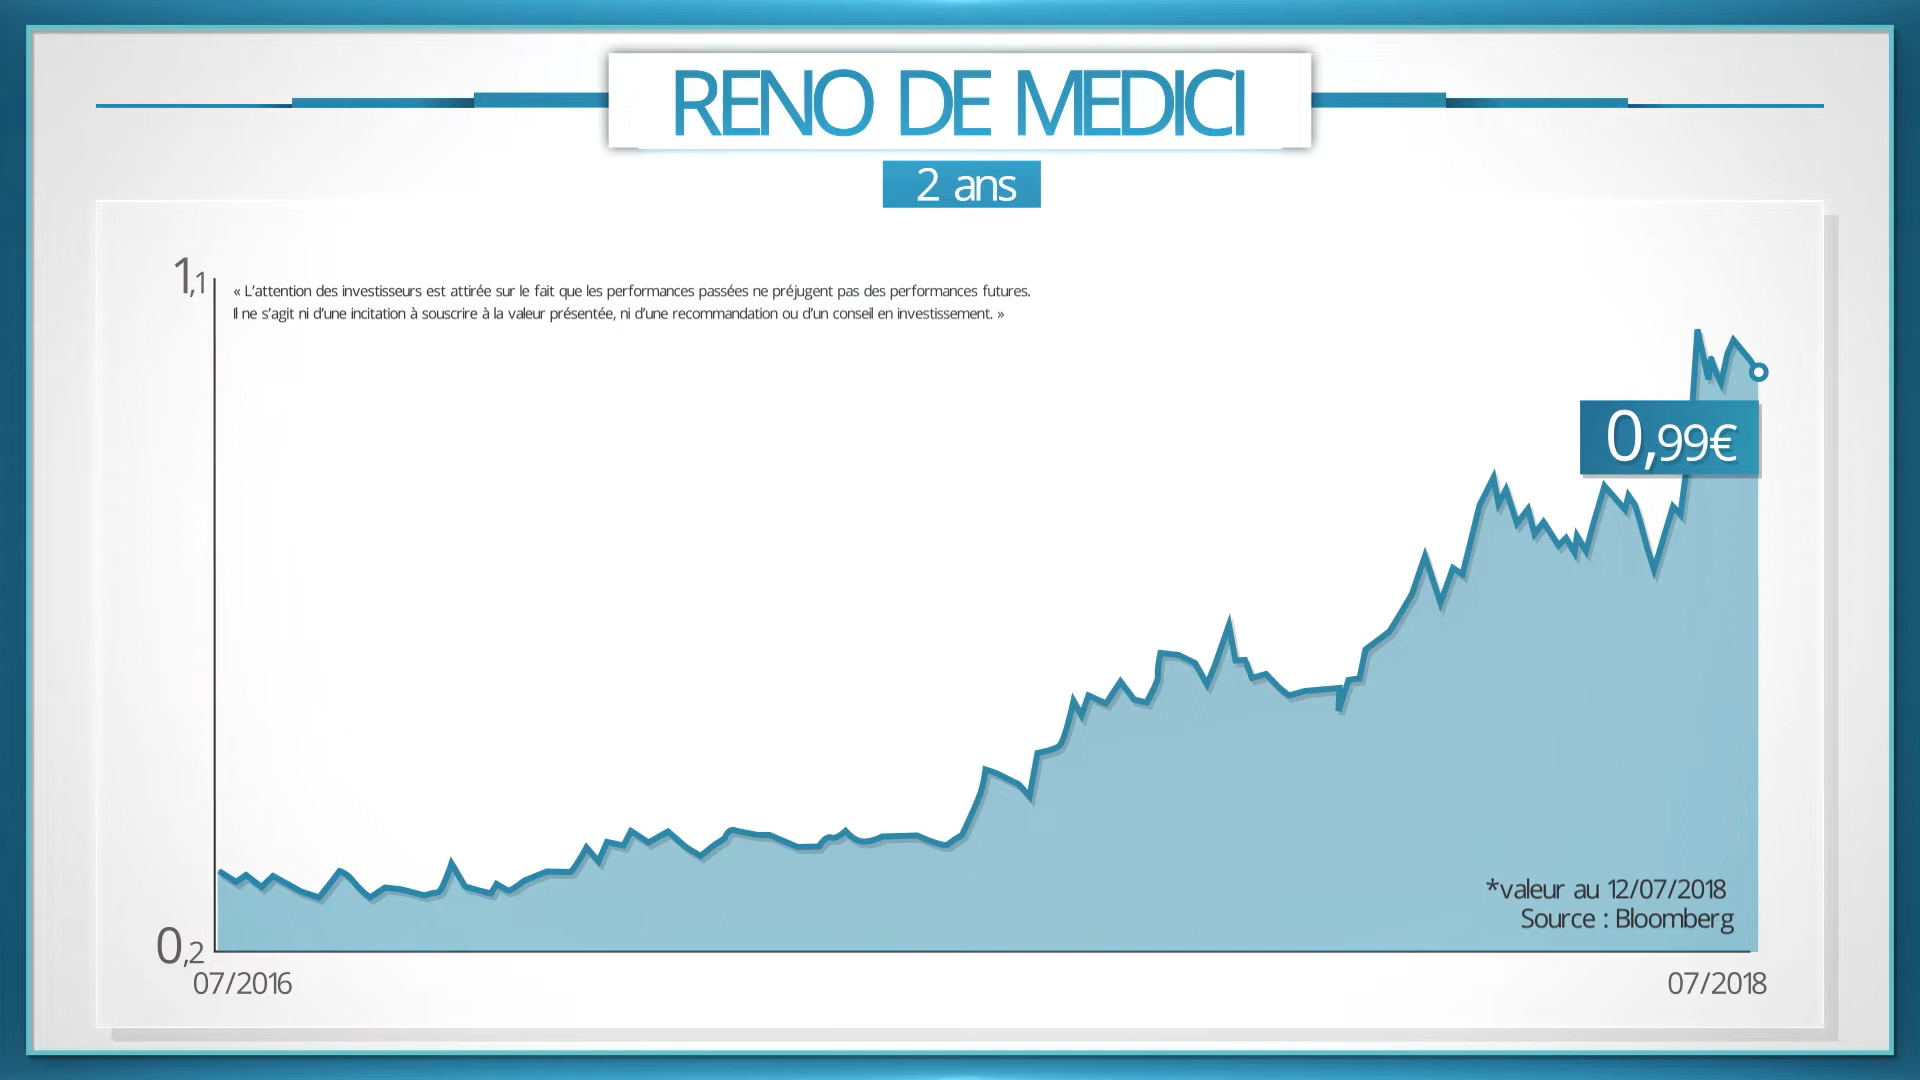 RENO DE MEDICI
2 ans
1,1
« L'attention des investisseurs est attirée sur le fait que les performances passées ne préjugent pas des performances futures.
Il ne s'agit ni d'une incitation à souscrire à la valeur présentée, ni d'une recommandation ou d'un conseil en investissement. »
0,99€
*valeur au 12/07/2018
Source : Bloomberg
0,2
07/2016
07/2018